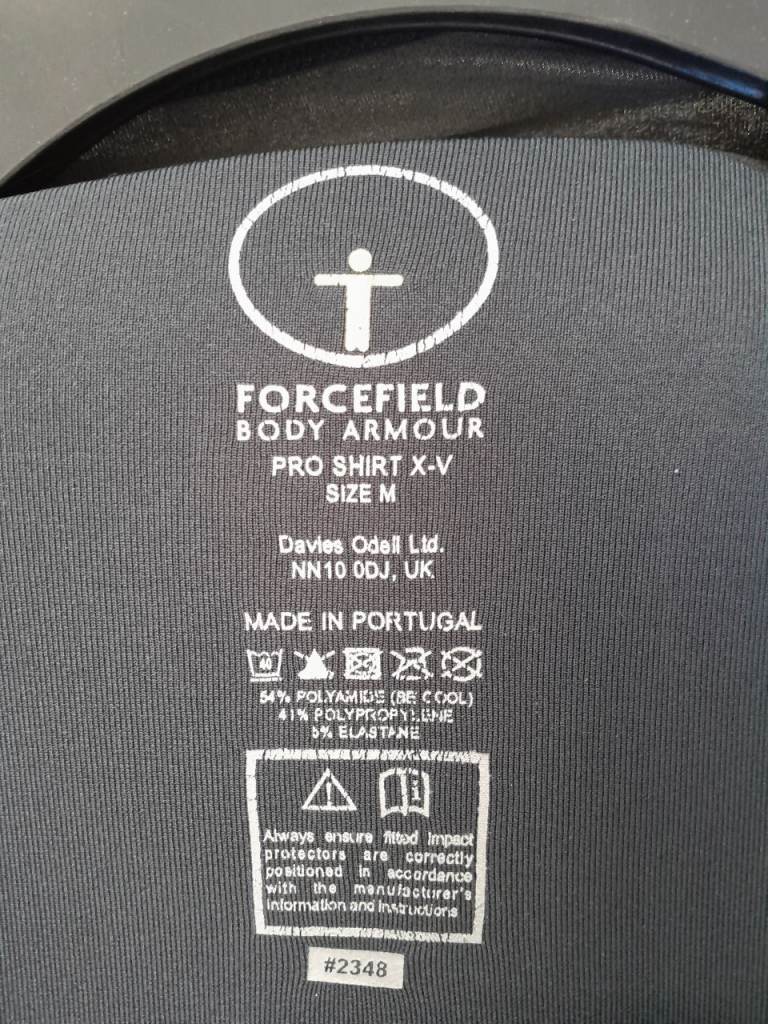 FORCEFIELD
BODY ARMOUR
PRO SHIRT X-V
SIZE M
Davies Odell Ltd.
NN10 0DJ, UK
MADE IN PORTUGAL
40
54% POLYAMIDE (BE COOL)
41% POLYPROPYLENE
5% ELASTANE
Always ensure fitted impact
protectors are correctly
positioned in accordance
with the manufacturer's
information and instructions
#2348